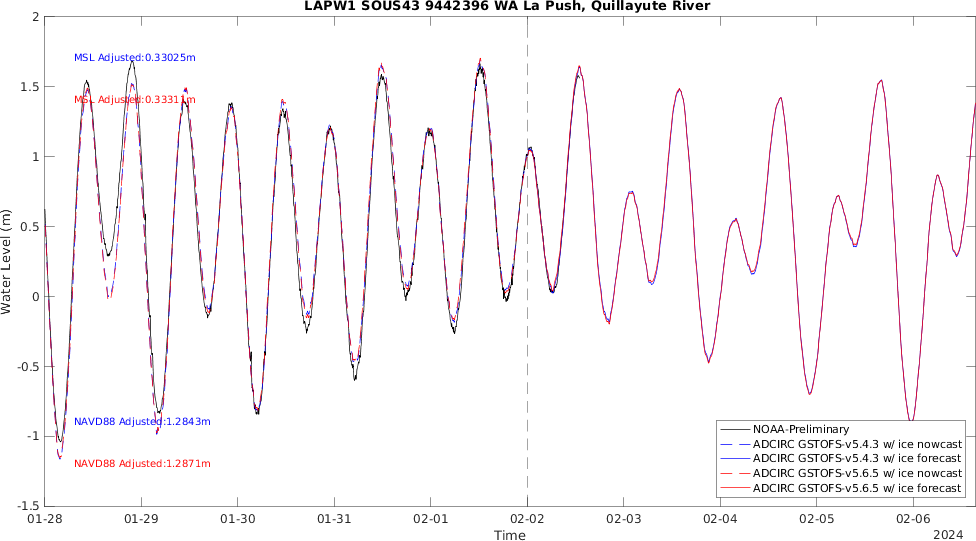 LAPW1 SOUS43 9442396 WA La Push, Quillayute River
2
1.5
1
0.5
0
-0.5
-1
-1.5
Water Level (m)
MSL Adjusted:0.33025m
MSL Adjusted:0.33311m
NAVD88 Adjusted:1.2843m
NAVD88 Adjusted:1.2871m
NOAA-Preliminary
ADCIRC GSTOFS-v5.4.3 w/ ice nowcast
ADCIRC GSTOFS-v5.4.3 w/ ice forecast
ADCIRC GSTOFS-v5.6.5 w/ ice nowcast
ADCIRC GSTOFS-v5.6.5 w/ ice forecast
01-28 01-29 01-30 01-31 02-01 02-02 02-03 02-04 02-05 02-06
Time
2024